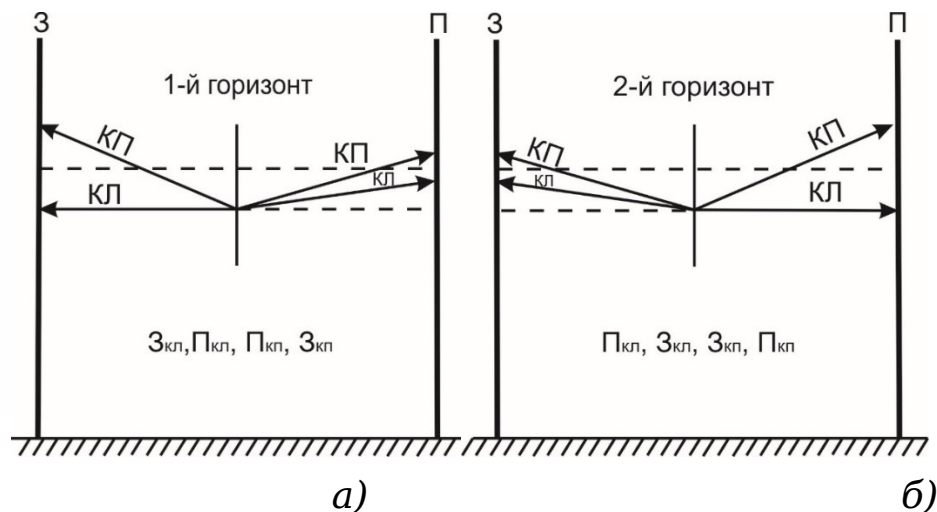 З П З П
1-й горизонт 2-й горизонт
КП КП КП КП
КЛ КЛ КЛ КЛ
Зкл,Пкл, Пкп, Зкп Пкл, Зкл, Зкп, Пкп
а) б)